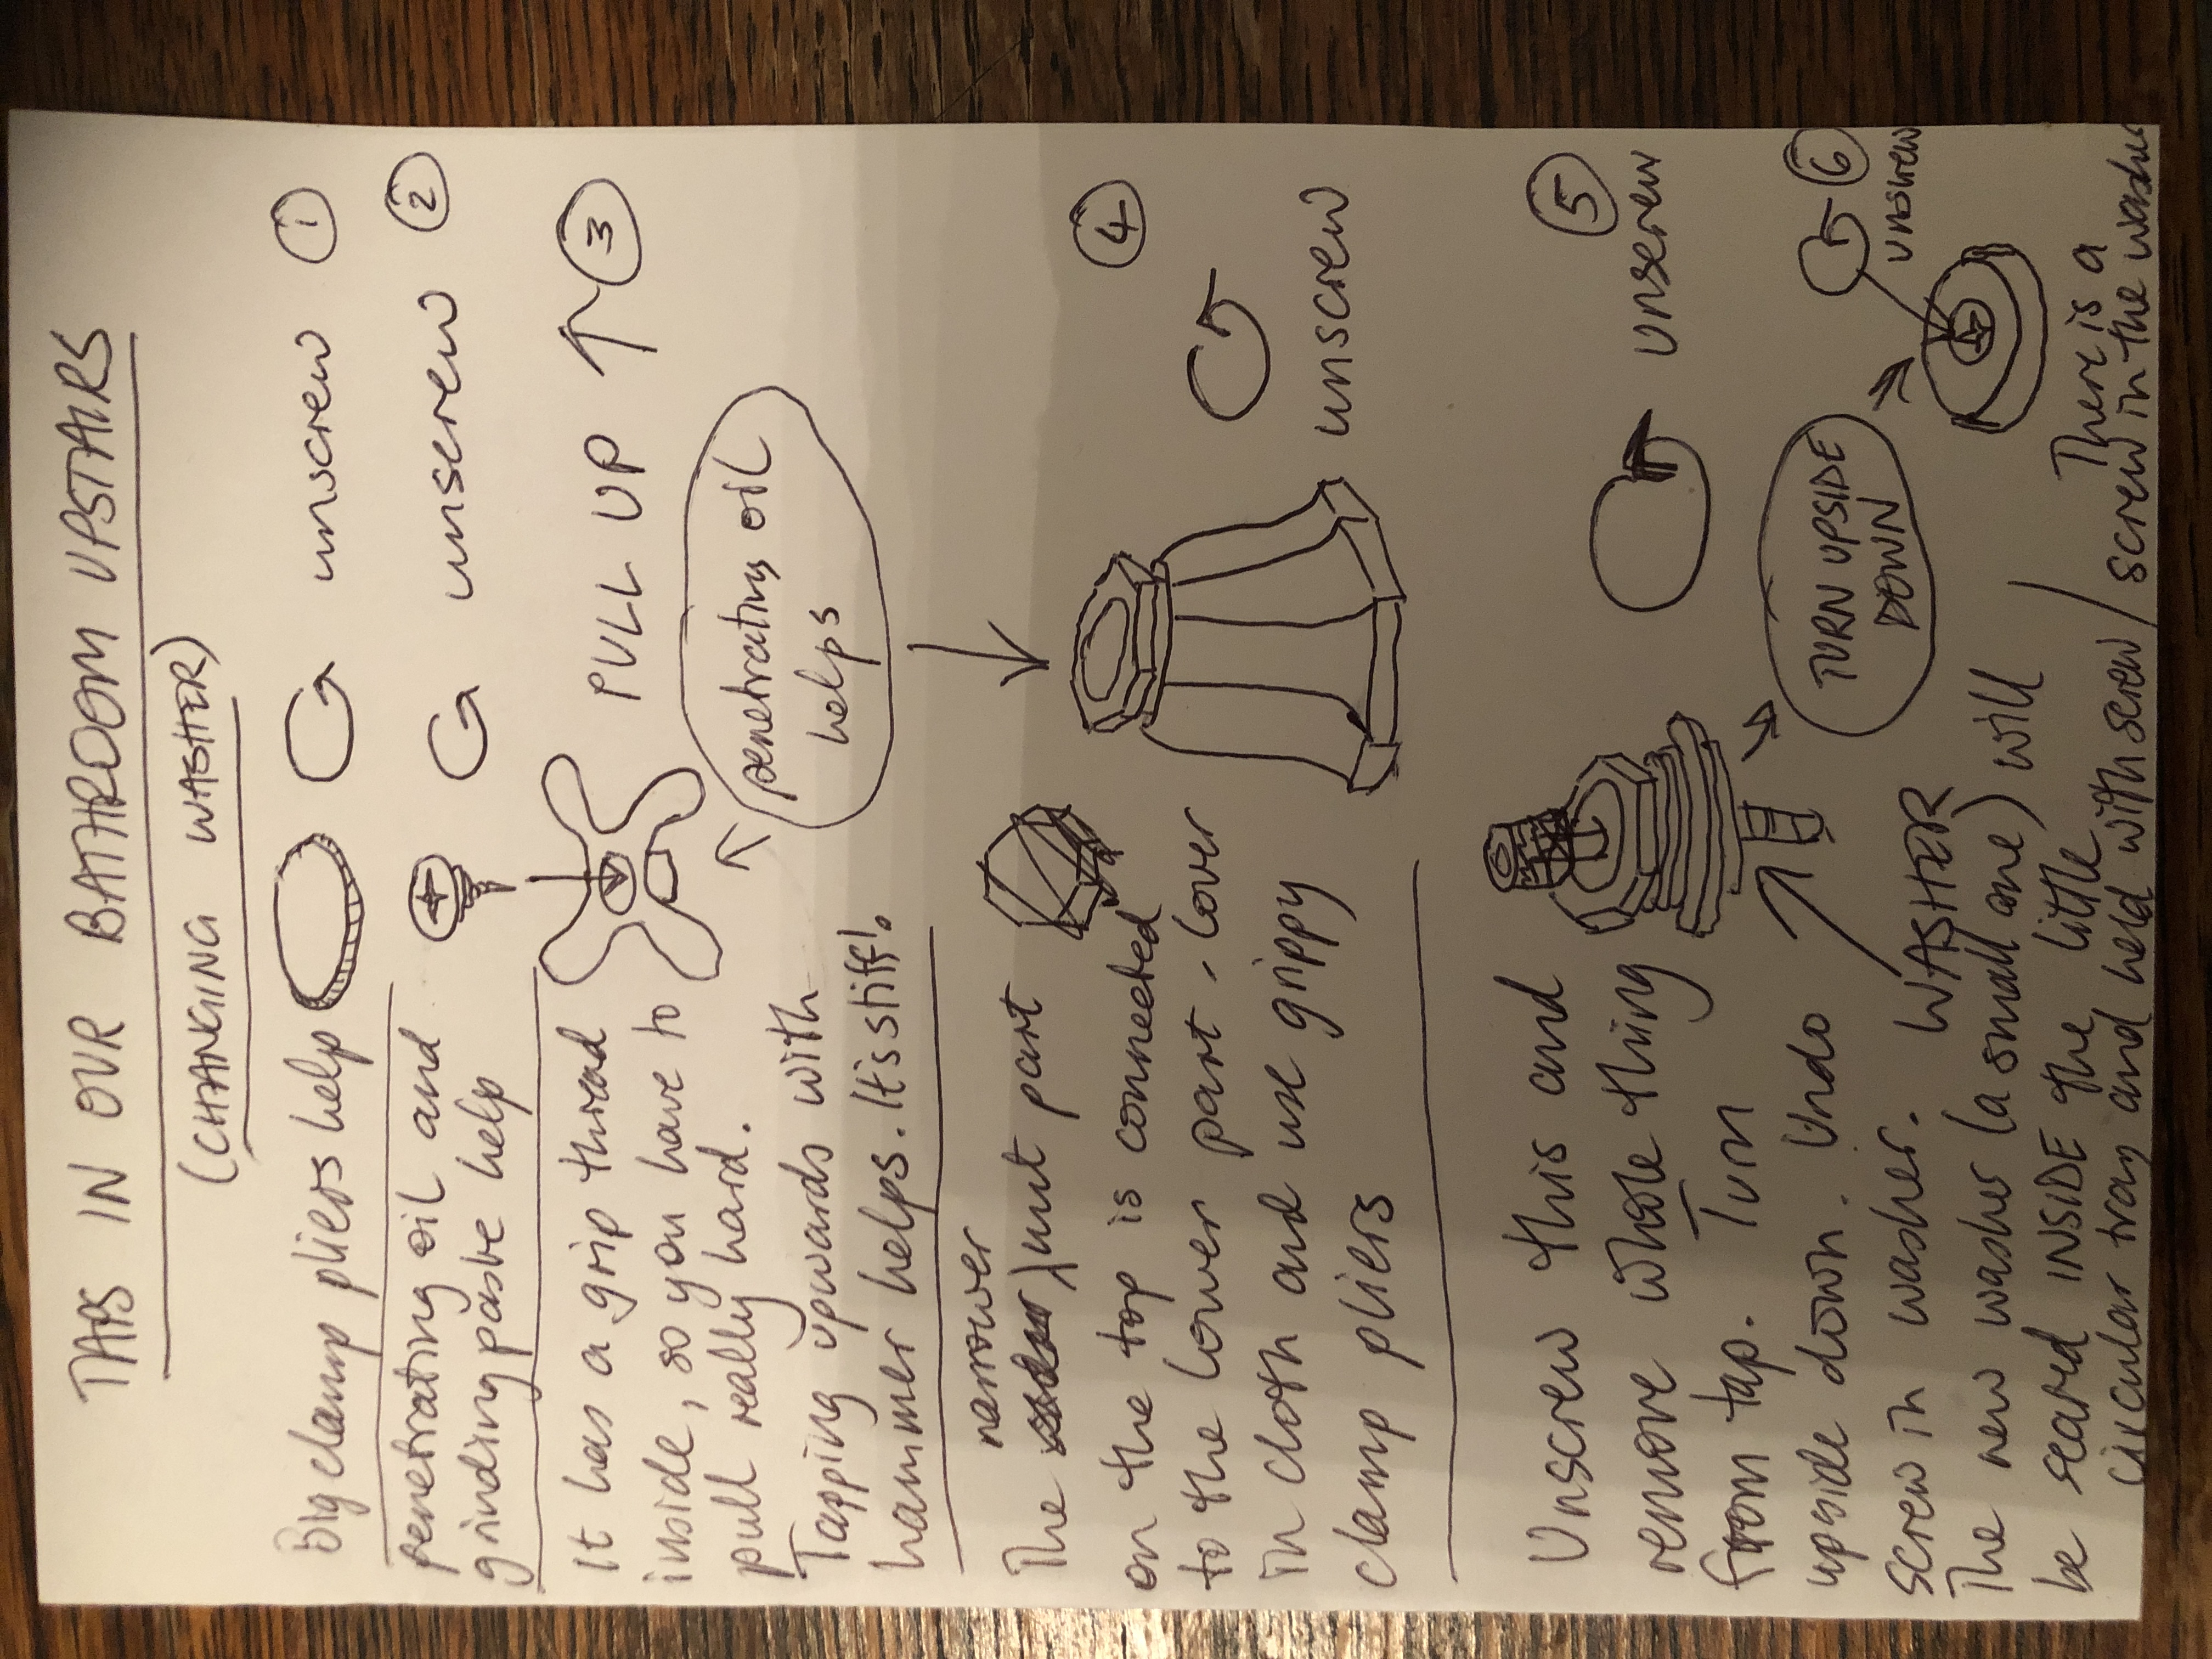 TAPS IN OUR BATHROOM UPSTAIRS
(CHANGING WASHER)
Big clamp pliers help
unscrew 1
penetrating oil and
grinding paste help
unscrew 2
It has a grip thread
inside, so you have to
pull really hard.
Tapping upwards with
hammer helps. It's stiff!
PULL UP 3
penetrating oil
helps
narrower
The nut part
on the top is connected
to the lower part - cover
in cloth and use grippy
clamp pliers
4
unscrew
Unscrew this and
remove whole thing
from tap. Turn
upside down. Undo
screw in washer.
WASHER
5
unscrew
TURN UPSIDE
DOWN
6
unscrew
The new washer (a small one) will
be seated INSIDE the little
circular tray and held with screw
There is a
screw in the washer